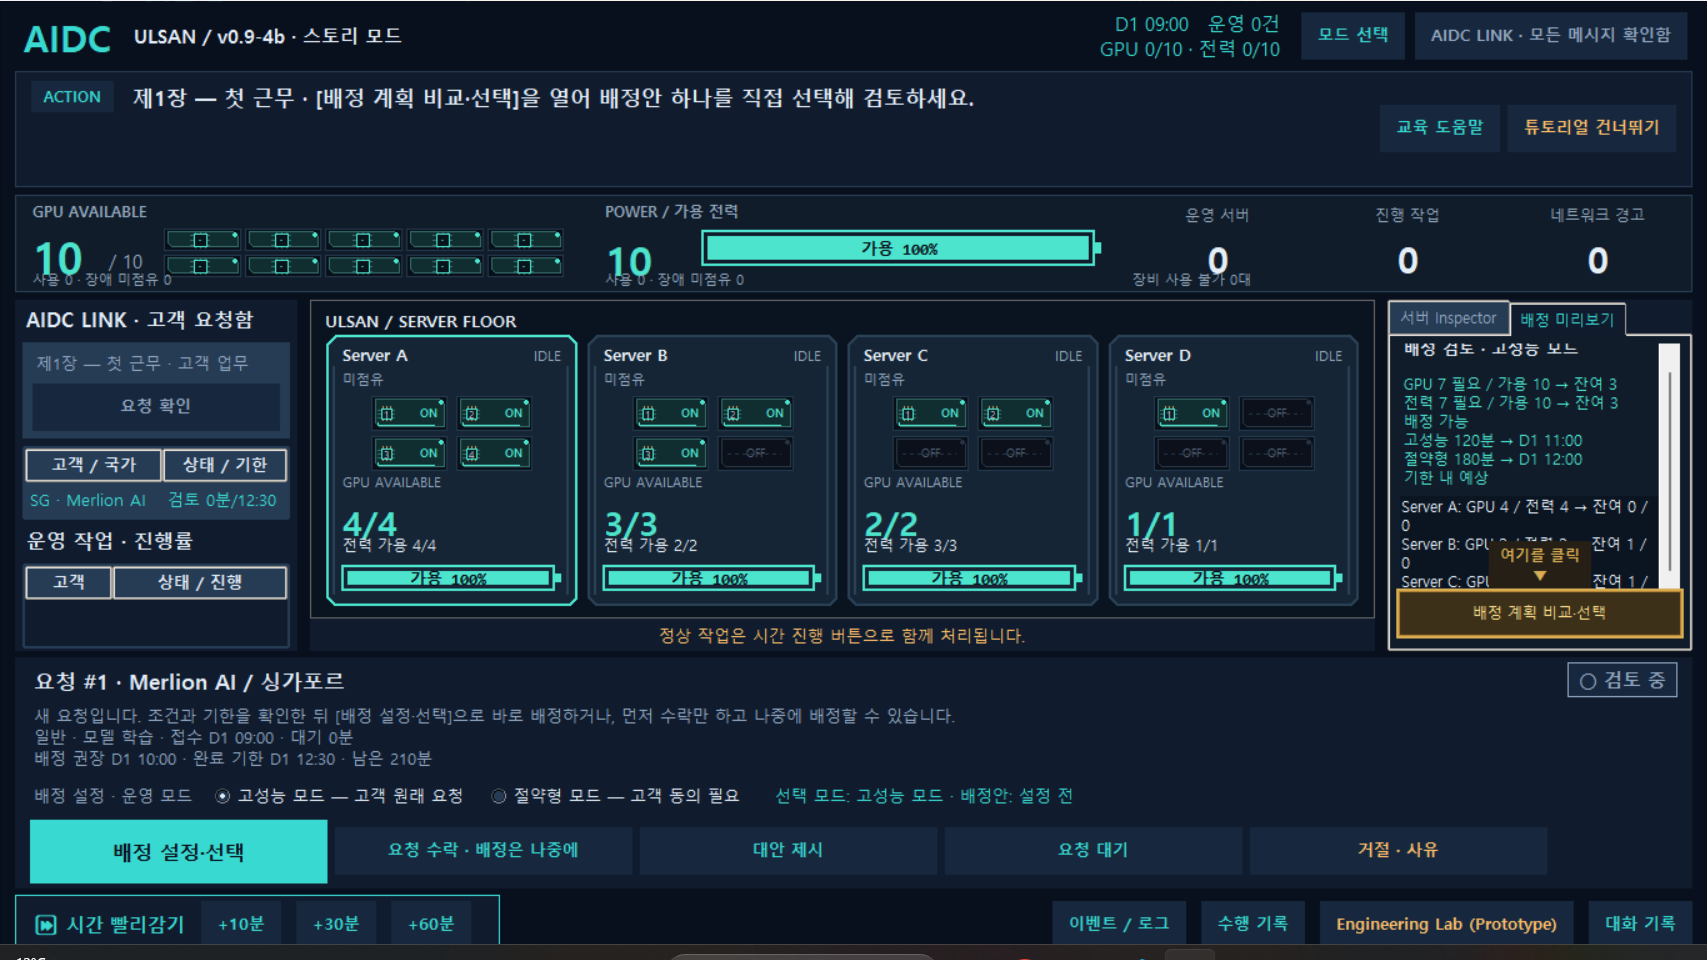 AIDC
ULSAN / v0.9-4b · 스토리 모드
D1 09:00 운영 0건
GPU 0/10 · 전력 0/10
모드 선택
AIDC LINK · 모든 메시지 확인함
ACTION
제1장 — 첫 근무 · [배정 계획 비교·선택]을 열어 배정안 하나를 직접 선택해 검토하세요.
교육 도움말
튜토리얼 건너뛰기
GPU AVAILABLE
10 / 10
사용 0 · 장애 미점유 0
POWER / 가용 전력
10
가용 100%
사용 0 · 장애 미점유 0
운영 서버
0
장비 사용 불가 0대
진행 작업
0
네트워크 경고
0
AIDC LINK · 고객 요청함
제1장 — 첫 근무 · 고객 업무
요청 확인
고객 / 국가 상태 / 기한
SG · Merlion AI 검토 0분/12:30
운영 작업 · 진행률
고객 상태 / 진행
ULSAN / SERVER FLOOR
Server A IDLE
미점유
1 ON 2 ON
3 ON 4 ON
GPU AVAILABLE
4/4
전력 가용 4/4
가용 100%
Server B IDLE
미점유
1 ON 2 ON
3 ON ---OFF---
GPU AVAILABLE
3/3
전력 가용 2/2
가용 100%
Server C IDLE
미점유
1 ON 2 ON
---OFF--- ---OFF---
GPU AVAILABLE
2/2
전력 가용 3/3
가용 100%
Server D IDLE
미점유
1 ON ---OFF---
---OFF--- ---OFF---
GPU AVAILABLE
1/1
전력 가용 1/1
가용 100%
정상 작업은 시간 진행 버튼으로 함께 처리됩니다.
서버 Inspector
배정 미리보기
배정 검토 · 고성능 모드
GPU 7 필요 / 가용 10 → 잔여 3
전력 7 필요 / 가용 10 → 잔여 3
배정 가능
고성능 120분 → D1 11:00
절약형 180분 → D1 12:00
기한 내 예상
Server A: GPU 4 / 전력 4 → 잔여 0 /
0
Server B: GPU 잔여 1 /
0
Server C: GPU 잔여 1 /
여기를 클릭
▼
배정 계획 비교·선택
요청 #1 · Merlion AI / 싱가포르
○ 검토 중
새 요청입니다. 조건과 기한을 확인한 뒤 [배정 설정·선택]으로 바로 배정하거나, 먼저 수락만 하고 나중에 배정할 수 있습니다.
일반 · 모델 학습 · 접수 D1 09:00 · 대기 0분
배정 권장 D1 10:00 · 완료 기한 D1 12:30 · 남은 210분
배정 설정 · 운영 모드 고성능 모드 — 고객 원래 요청 절약형 모드 — 고객 동의 필요 선택 모드: 고성능 모드 · 배정안: 설정 전
배정 설정·선택
요청 수락 · 배정은 나중에
대안 제시
요청 대기
거절 · 사유
시간 빨리감기
+10분
+30분
+60분
이벤트 / 로그
수행 기록
Engineering Lab (Prototype)
대화 기록